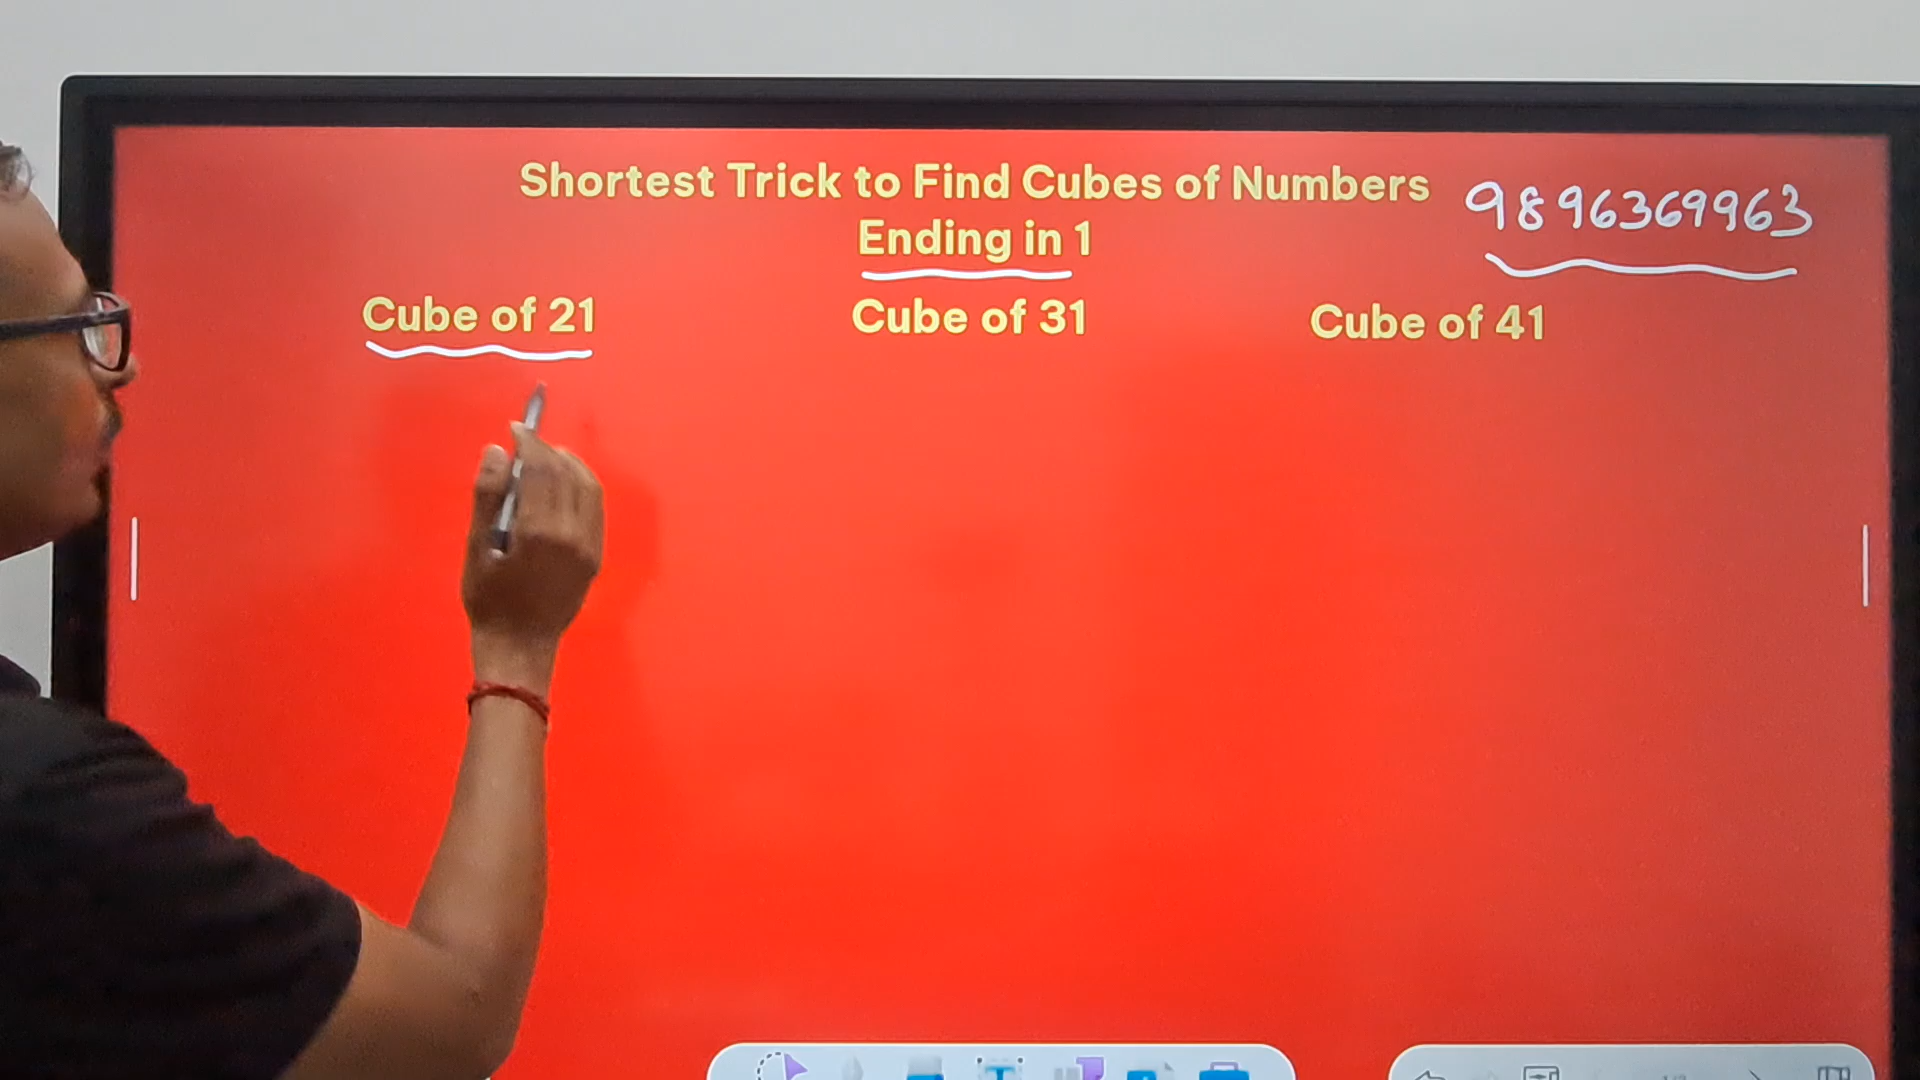 Shortest Trick to Find Cubes of Numbers
Ending in 1
9896369963
Cube of 21
Cube of 31
Cube of 41